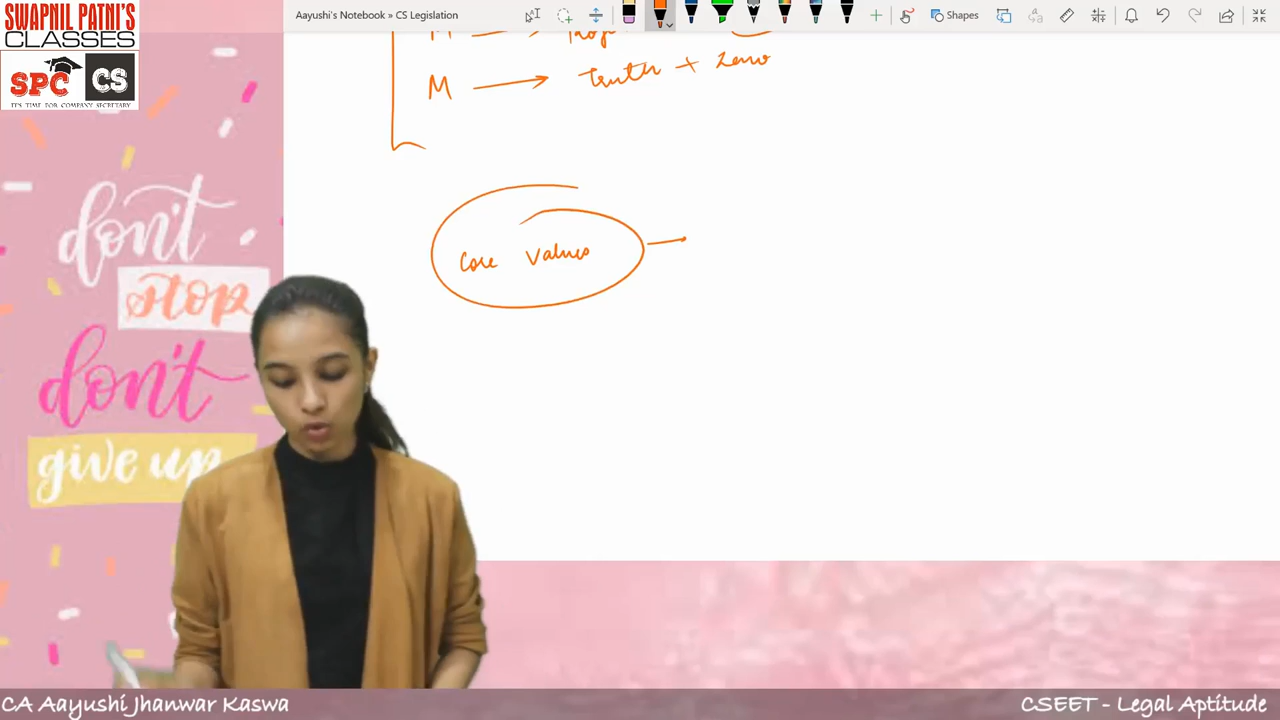 SWAPNIL PATNI'S
CLASSES
SPC CS
IT'S TIME FOR COMPANY SECRETARY
Aayushi's Notebook » CS Legislation
Shapes
M
M → Truth + Law
Core Values
don't
stop
don't
give up
CA Aayushi Jhanwar Kaswa
CSEET - Legal Aptitude